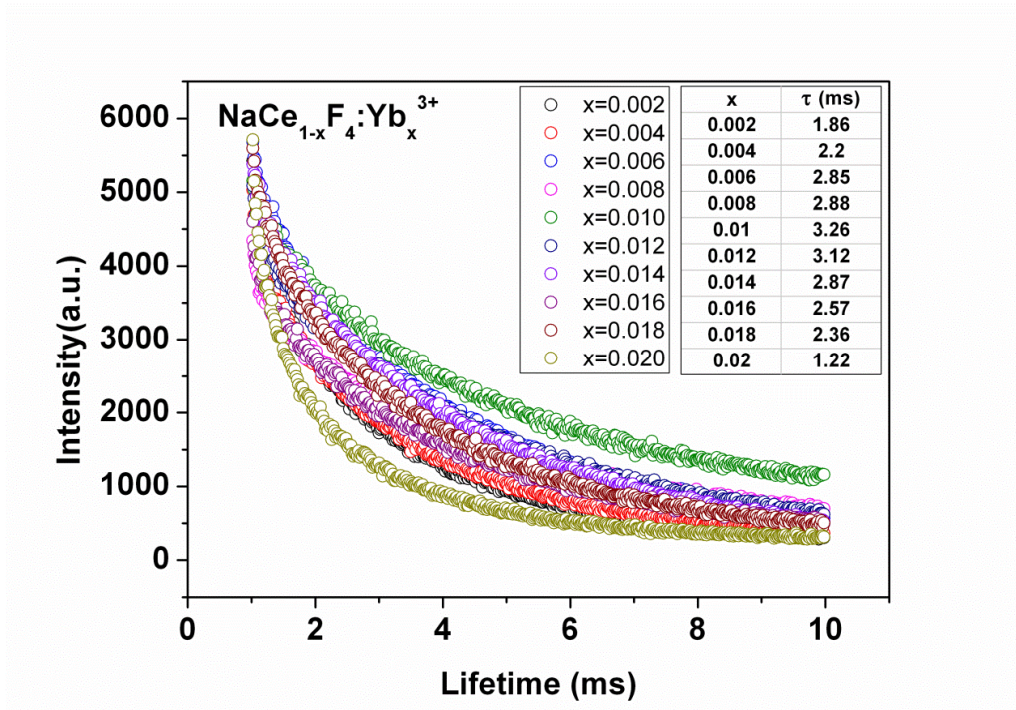 NaCe1-xF4:Ybx3+
Intensity(a.u.)
6000
5000
4000
3000
2000
1000
0
0 2 4 6 8 10
Lifetime (ms)
x=0.002
x=0.004
x=0.006
x=0.008
x=0.010
x=0.012
x=0.014
x=0.016
x=0.018
x=0.020
x τ (ms)
0.002 1.86
0.004 2.2
0.006 2.85
0.008 2.88
0.01 3.26
0.012 3.12
0.014 2.87
0.016 2.57
0.018 2.36
0.02 1.22